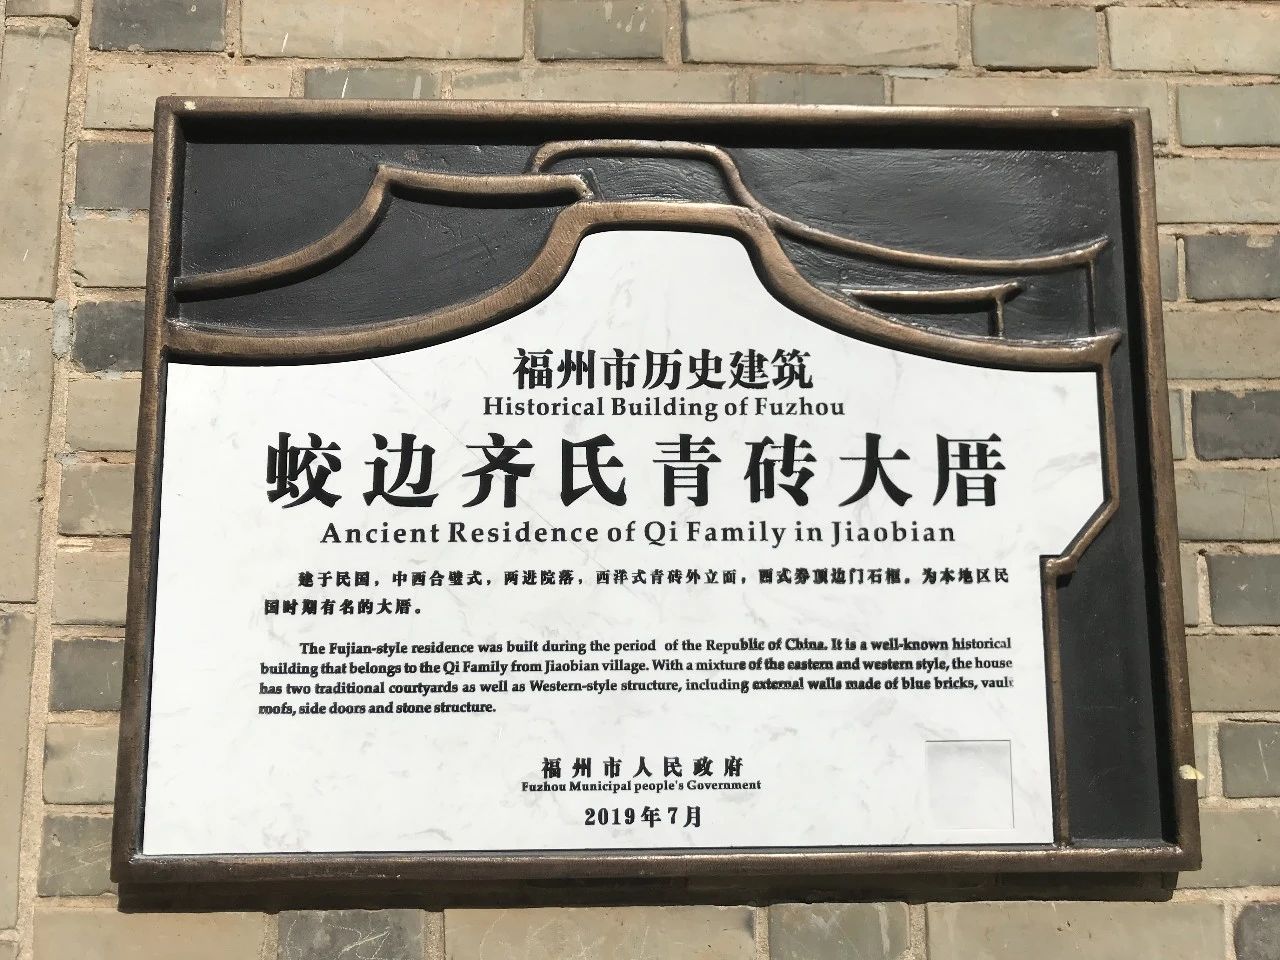 福州市历史建筑
Historical Building of Fuzhou
蛟边齐氏青砖大厝
Ancient Residence of Qi Family in Jiaobian
建于民国，中西合璧式，两进院落，西洋式青砖外立面，西式券顶边门石框。为本地区民
国时期有名的大厝。
The Fujian-style residence was built during the period of the Republic of China. It is a well-known historical
building that belongs to the Qi Family from Jiaobian village. With a mixture of the eastern and western style, the house
has two traditional courtyards as well as Western-style structure, including external walls made of blue bricks, vault
roofs, side doors and stone structure.
福州市人民政府
Fuzhou Municipal people's Government
2019年7月